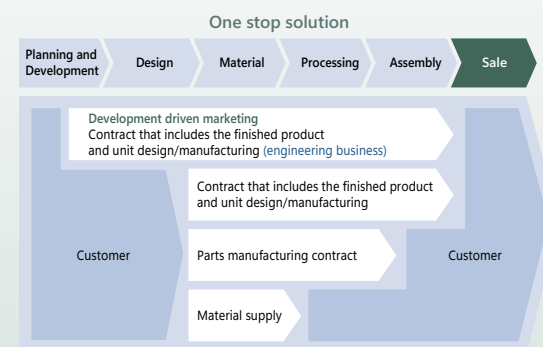 One stop solution
Planning and
Development
Design
Material
Processing
Assembly
Sale
Development driven marketing
Contract that includes the finished product
and unit design/manufacturing (engineering business)
Contract that includes the finished product
and unit design/manufacturing
Customer
Parts manufacturing contract
Customer
Material supply